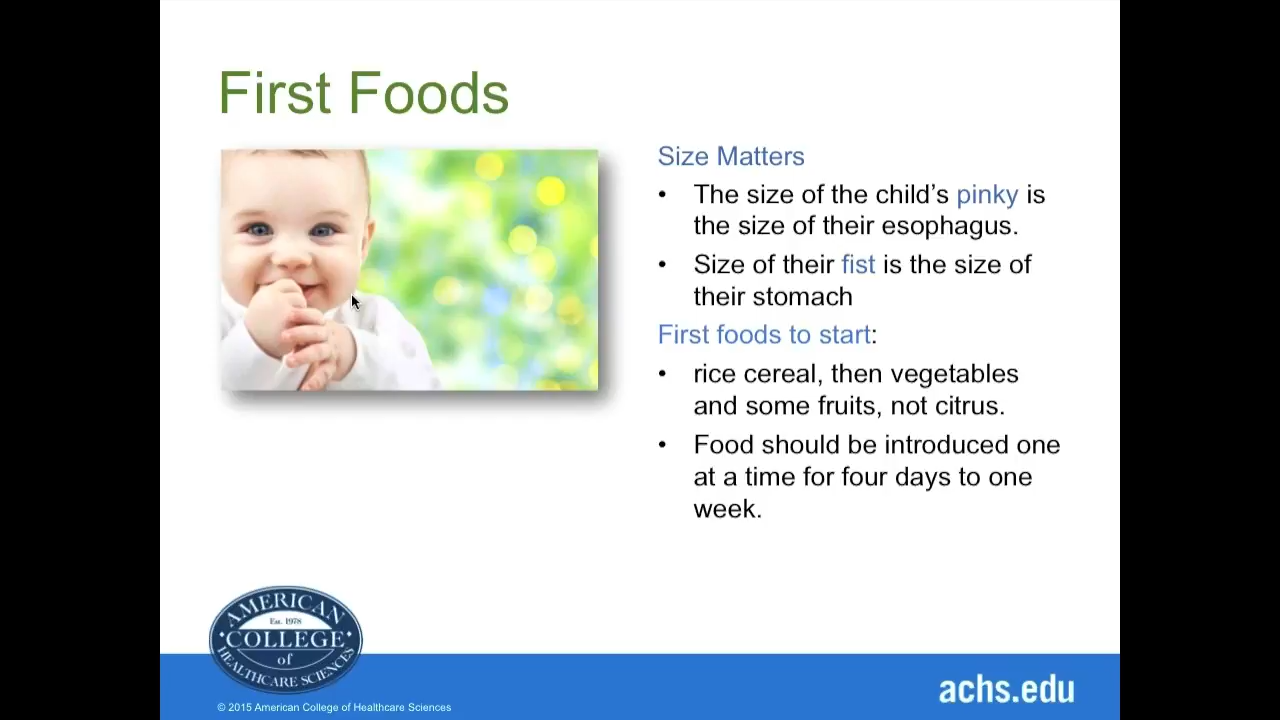 First Foods
Size Matters
• The size of the child’s pinky is
the size of their esophagus.
• Size of their fist is the size of
their stomach
First foods to start:
• rice cereal, then vegetables
and some fruits, not citrus.
• Food should be introduced one
at a time for four days to one
week.
AMERICAN
Est. 1978
COLLEGE
of
HEALTHCARE SCIENCES
achs.edu
© 2015 American College of Healthcare Sciences